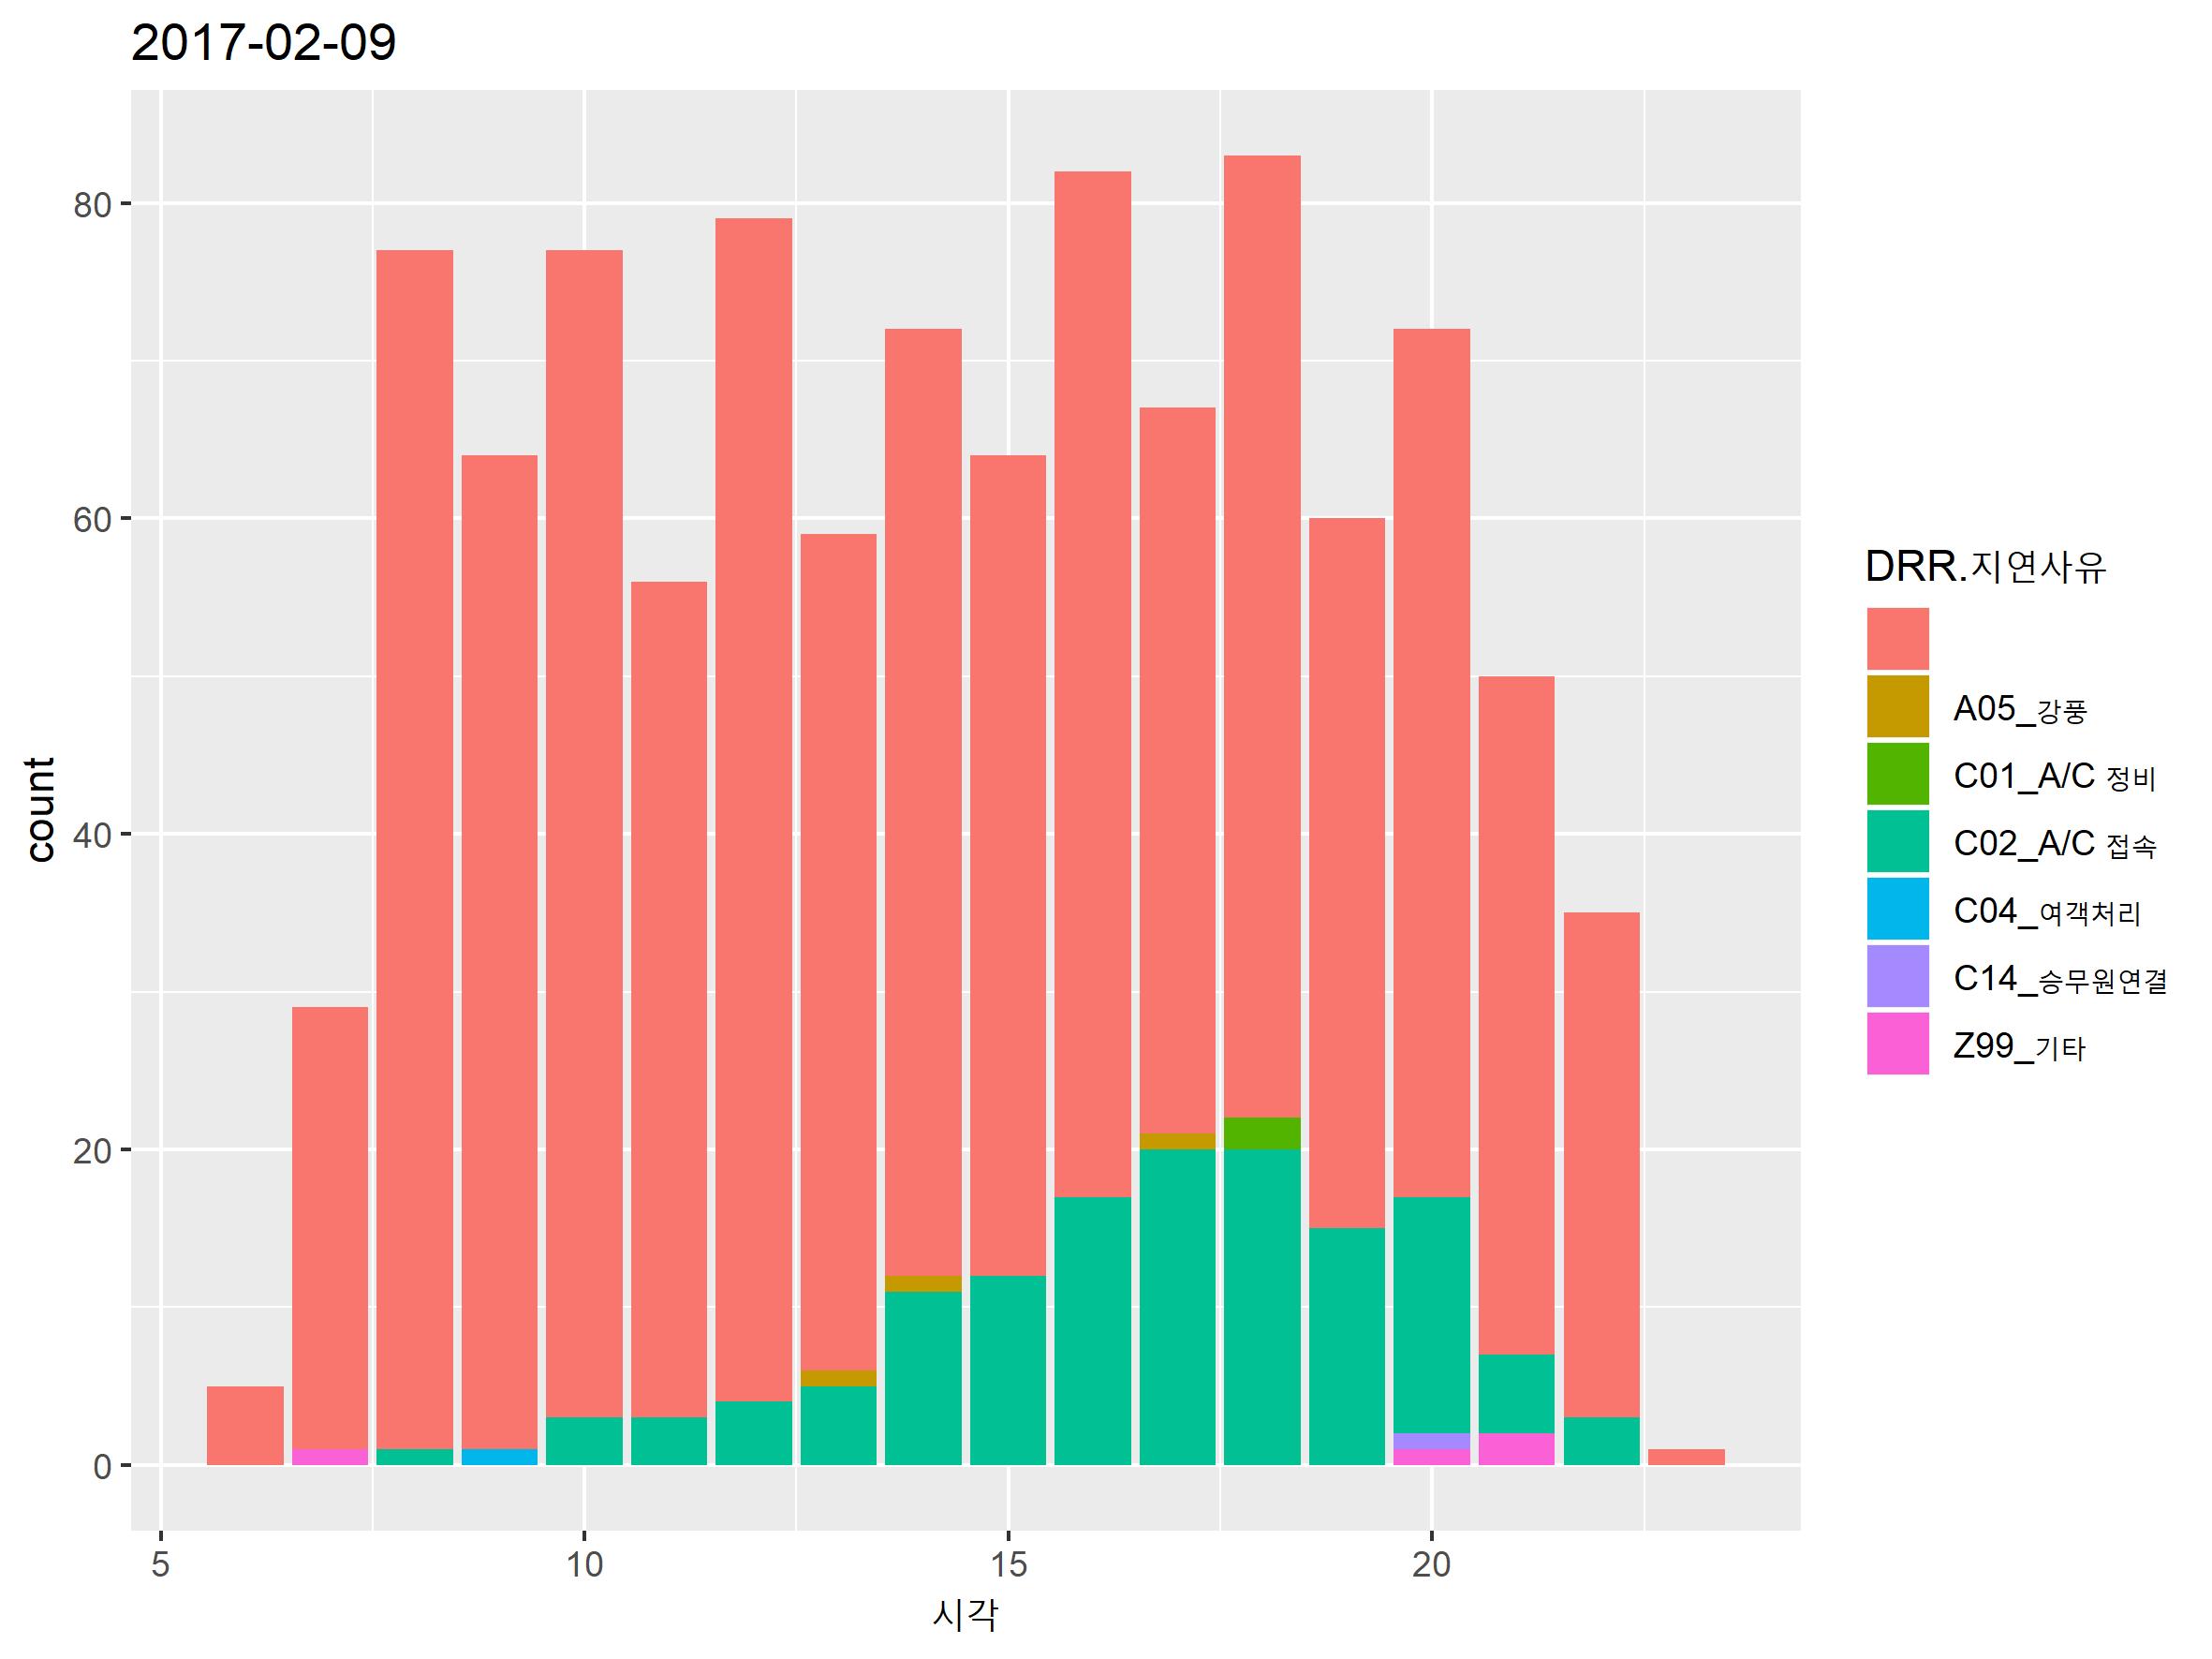 2017-02-09
80
60
40
20
0
count
5 10 15 20
시각
DRR.지연사유
A05_강풍
C01_A/C 정비
C02_A/C 접속
C04_여객처리
C14_승무원연결
Z99_기타